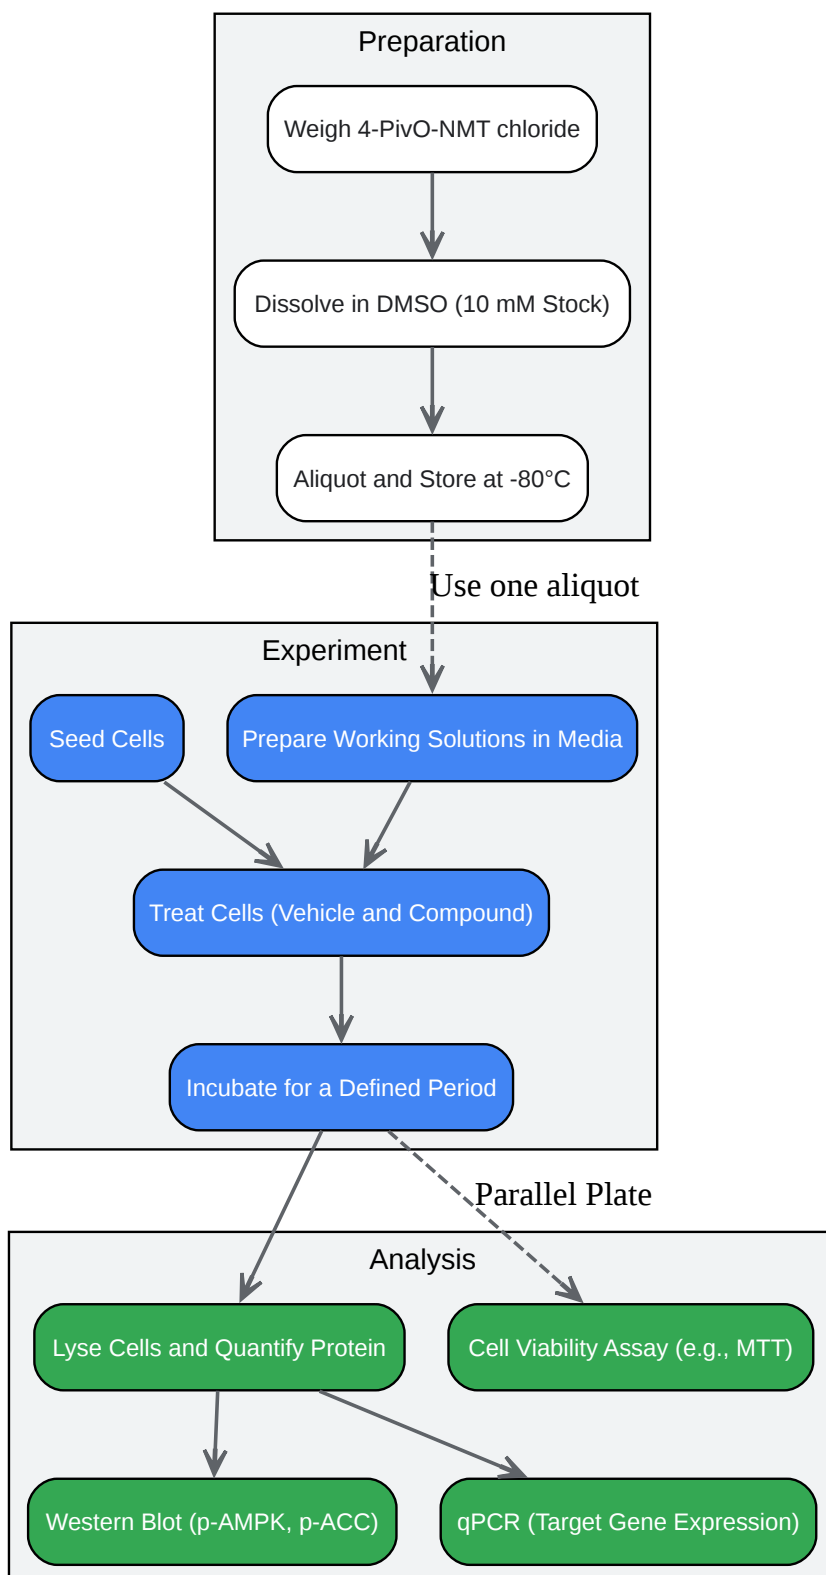 Preparation
Weigh 4-PivO-NMT chloride
Dissolve in DMSO (10 mM Stock)
Aliquot and Store at -80°C
Use one aliquot
Experiment
Seed Cells
Prepare Working Solutions in Media
Treat Cells (Vehicle and Compound)
Incubate for a Defined Period
Parallel Plate
Analysis
Lyse Cells and Quantify Protein
Cell Viability Assay (e.g., MTT)
Western Blot (p-AMPK, p-ACC)
qPCR (Target Gene Expression)